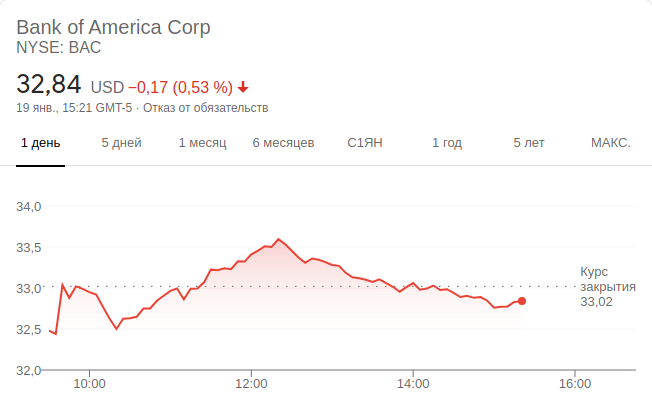 Bank of America Corp
NYSE: BAC
32,84 USD −0,17 (0,53 %)
19 янв., 15:21 GMT-5 · Отказ от обязательств
1 день 5 дней 1 месяц 6 месяцев С1ЯН 1 год 5 лет МАКС.
34,0
33,5
Курс
закрытия
33,02
33,0
32,5
32,0
10:00 12:00 14:00 16:00